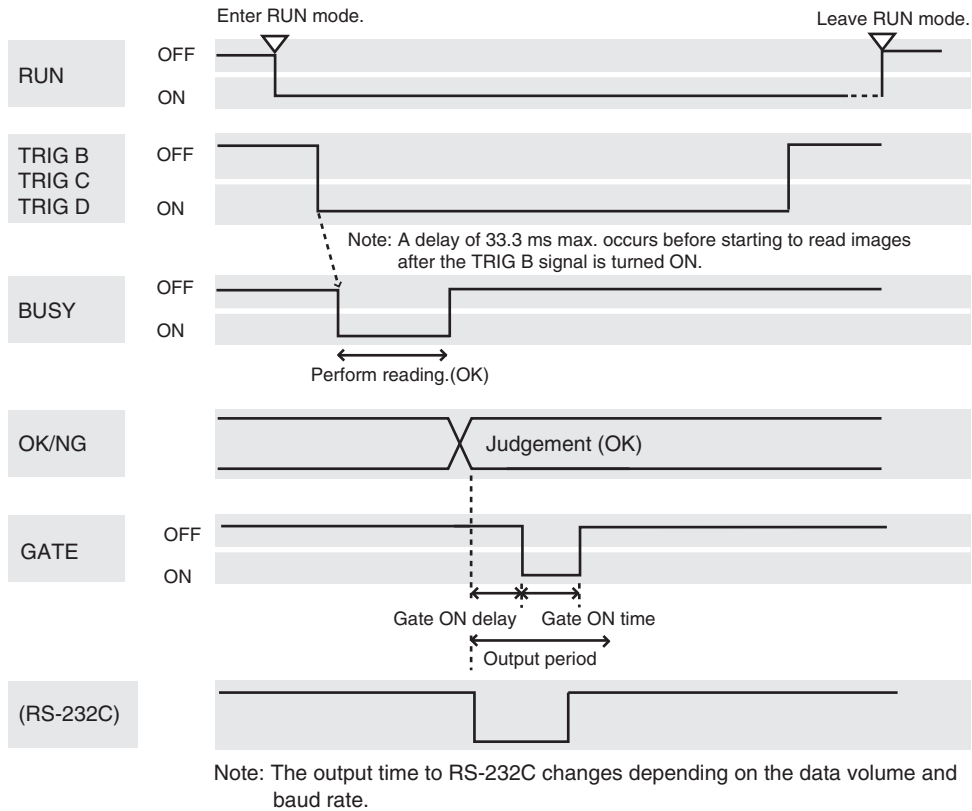 Enter RUN mode.
Leave RUN mode.
RUN
OFF
ON
TRIG B
TRIG C
TRIG D
OFF
ON
Note: A delay of 33.3 ms max. occurs before starting to read images
after the TRIG B signal is turned ON.
BUSY
OFF
ON
Perform reading.(OK)
OK/NG
Judgement (OK)
GATE
OFF
ON
Gate ON delay
Gate ON time
Output period
(RS-232C)
Note: The output time to RS-232C changes depending on the data volume and
baud rate.